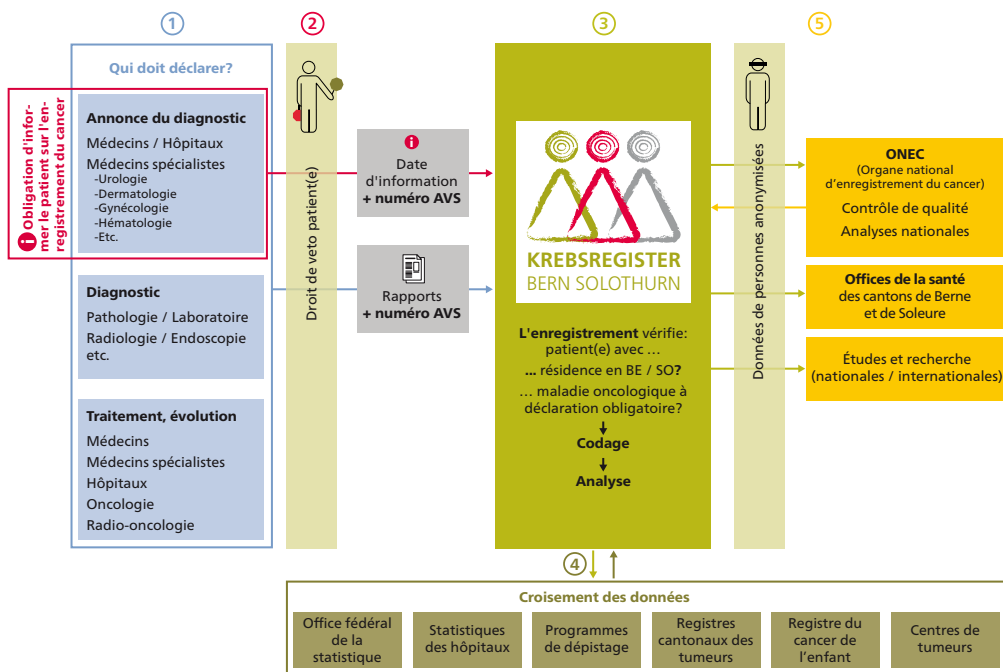 1
2
3
5
Qui doit déclarer?
Obligation d'infor-
mer le patient sur l'en-
registrement du cancer
Annonce du diagnostic
Médecins / Hôpitaux
Médecins spécialistes
-Urologie
-Dermatologie
-Gynécologie
-Hématologie
-Etc.
Diagnostic
Pathologie / Laboratoire
Radiologie / Endoscopie
etc.
Traitement, évolution
Médecins
Médecins spécialistes
Hôpitaux
Oncologie
Radio-oncologie
Droit de veto patient(e)
i
Date
d'information
+ numéro AVS
Rapports
+ numéro AVS
KREBSREGISTER
BERN SOLOTHURN
L'enregistrement vérifie:
patient(e) avec …
... résidence en BE / SO?
… maladie oncologique à
déclaration obligatoire?
Codage
Analyse
Données de personnes anonymisées
ONEC
(Organe national
d'enregistrement du cancer)
Contrôle de qualité
Analyses nationales
Offices de la santé
des cantons de Berne
et de Soleure
Études et recherche
(nationales / internationales)
4
Croisement des données
Office fédéral
de la
statistique
Statistiques
des hôpitaux
Programmes
de dépistage
Registres
cantonaux des
tumeurs
Registre du
cancer de
l'enfant
Centres de
tumeurs